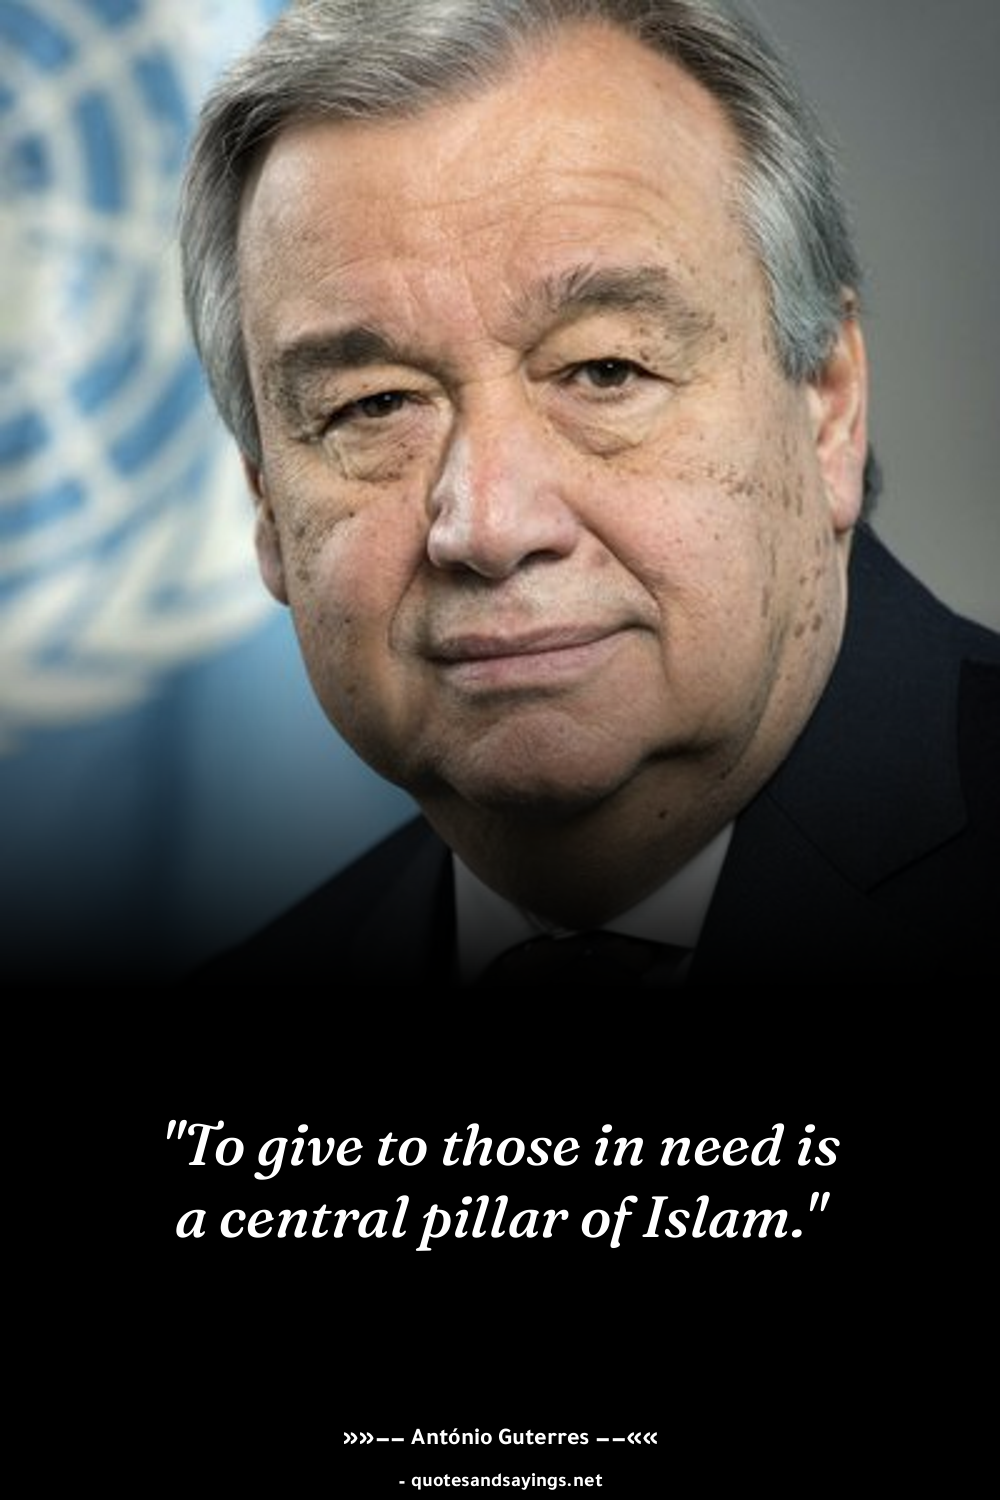 "To give to those in need is
a central pillar of Islam."
»»−− António Guterres −−««
- quotesandsayings.net